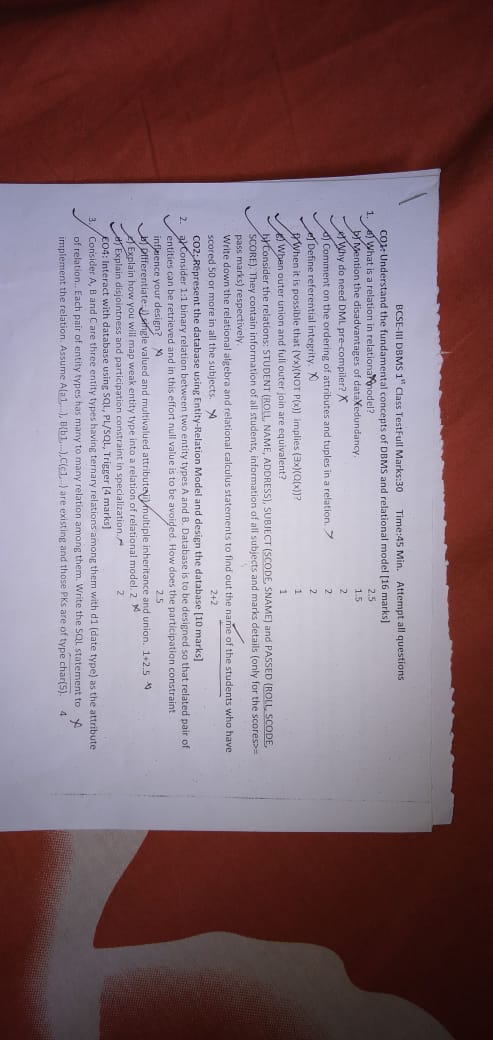 BCSE-III DBMS 1st Class Test Full Marks:30 Time:45 Min. Attempt all questions
CO1: Understand the fundamental concepts of DBMS and relational model [16 marks]
1. a) What is a relation in relational model? 2.5
b) Mention the disadvantages of data redundancy. 1.5
c) Why do need DML pre-compiler? 2
d) Comment on the ordering of attributes and tuples in a relation. 2
e) Define referential integrity. 2
f) When it is possible that (∀x)(NOT P(x)) implies (∃x)(Q(x))? 1
g) When outer union and full outer join are equivalent? 1
h) Consider the relations: STUDENT (ROLL, NAME, ADDRESS), SUBJECT (SCODE, SNAME) and PASSED (ROLL, SCODE,
SCORE). They contain information of all students, information of all subjects and marks details (only for the scores>=
pass marks) respectively.
Write down the relational algebra and relational calculus statements to find out the name of the students who have
scored 50 or more in all the subjects. 2+2
CO2: Represent the database using Entity-Relation Model and design the database [10 marks]
2. a) Consider 1:1 binary relation between two entity types A and B. Database is to be designed so that related pair of
entities can be retrieved and in this effort null value is to be avoided. How does the participation constraint
influence your design? 2.5
b) Differentiate- i) single valued and multivalued attribute ii) multiple inheritance and union. 1+2.5
c) Explain how you will map weak entity type into a relation of relational model. 2
d) Explain disjointness and participation constraint in specialization. 2
CO4: Interact with database using SQL, PL/SQL, Trigger [4 marks]
3. Consider A, B and C are three entity types having ternary relations among them with d1 (date type) as the attribute
of relation.. Each pair of entity types has many to many relation among them. Write the SQL statement to
implement the relation. Assume A(a1,...), B(b1,...),C(c1,...) are existing and those PKs are of type char(5). 4